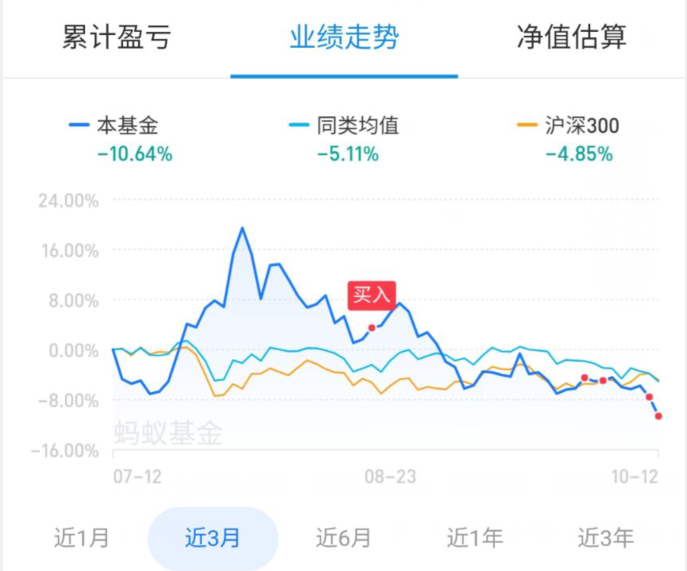 累计盈亏 业绩走势 净值估算
本基金 同类均值 沪深300
-10.64% -5.11% -4.85%
24.00%
16.00%
买入
8.00%
0.00%
-8.00%
蚂蚁基金
-16.00%
07-12 08-23 10-12
近1月 近3月 近6月 近1年 近3年